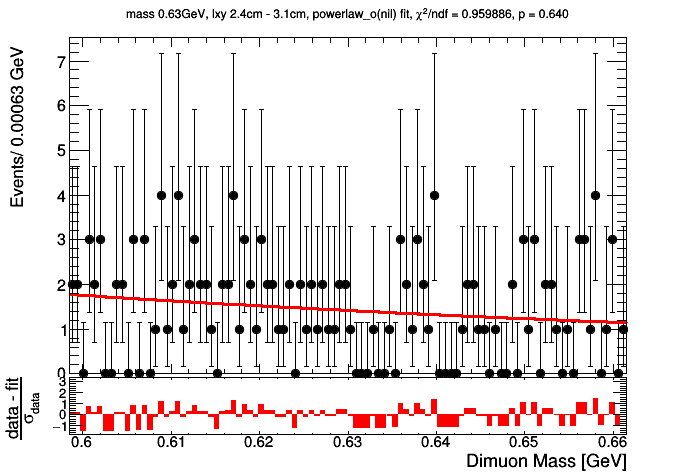 mass 0.63GeV, lxy 2.4cm - 3.1cm, powerlaw_o(nil) fit, χ²/ndf = 0.959886, p = 0.640
Events/ 0.00063 GeV
7
6
5
4
3
2
1
0
data - fit
σdata
3
2
1
0
−1
0.6 0.61 0.62 0.63 0.64 0.65 0.66
Dimuon Mass [GeV]